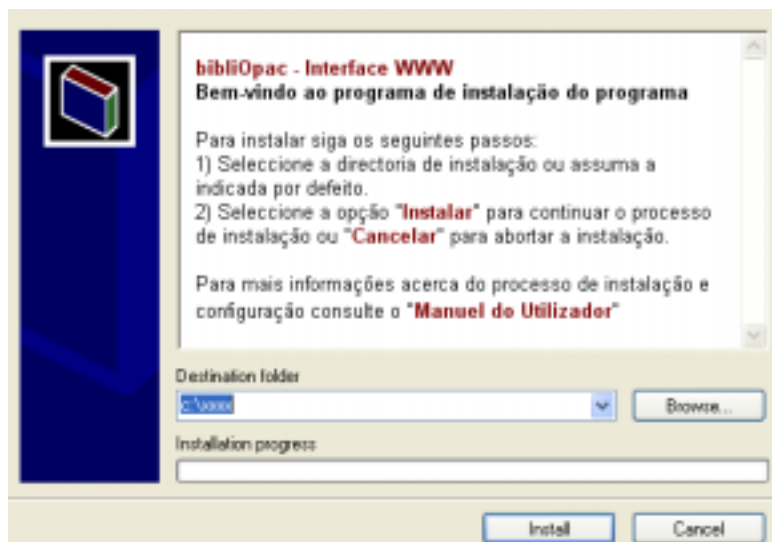 bibliOpac - Interface WWW
Bem-vindo ao programa de instalação do programa
Para instalar siga os seguintes passos:
1) Seleccione a directoria de instalação ou assuma a
indicada por defeito.
2) Seleccione a opção "Instalar" para continuar o processo
de instalação ou "Cancelar" para abortar a instalação.
Para mais informações acerca do processo de instalação e
configuração consulte o "Manuel do Utilizador"
Destination folder
c:\xxxx
Browse...
Installation progress
Install
Cancel